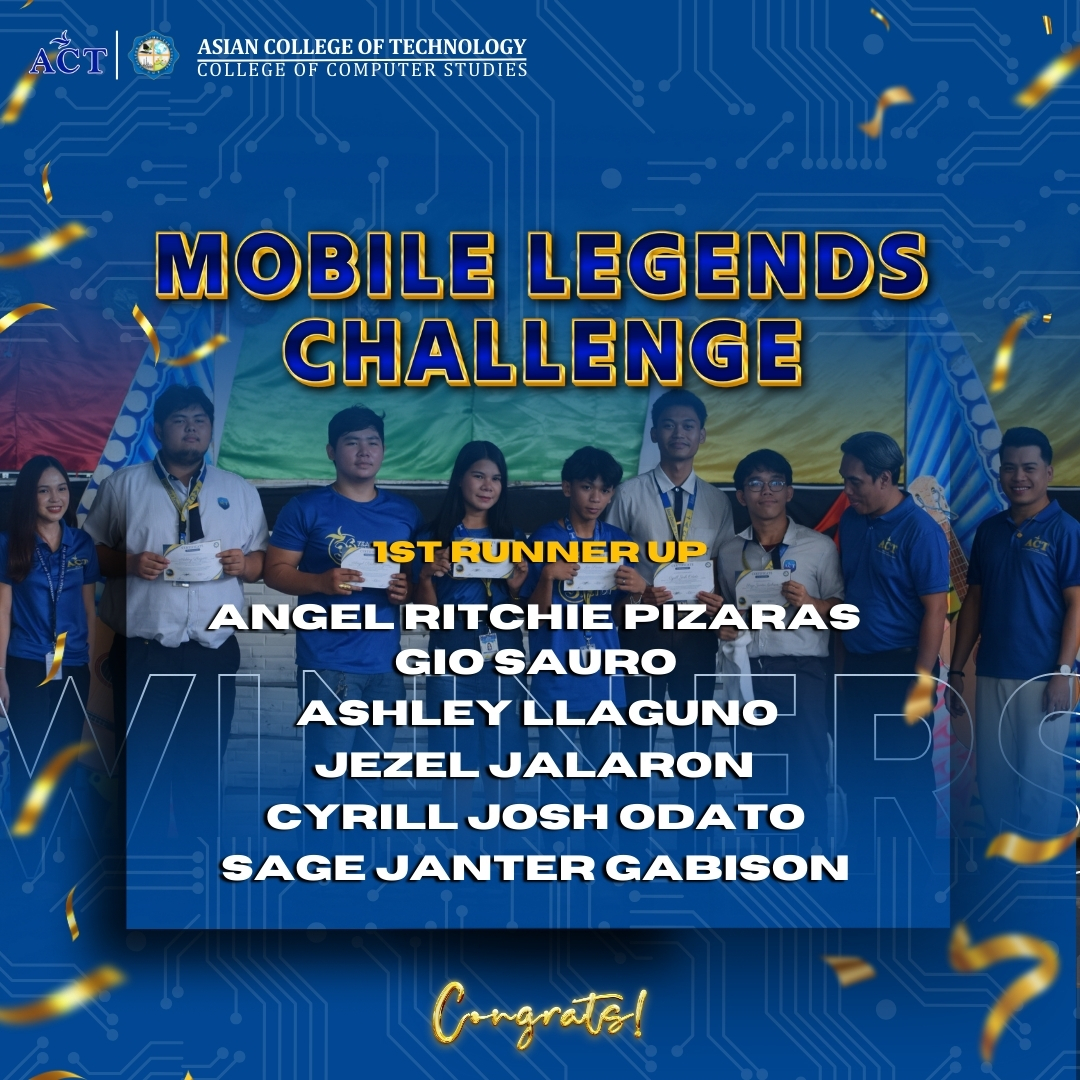 ACT
ASIAN COLLEGE OF TECHNOLOGY
COLLEGE OF COMPUTER STUDIES
MOBILE LEGENDS
CHALLENGE
1ST RUNNER UP
ANGEL RITCHIE PIZARAS
GIO SAURO
ASHLEY LLAGUNO
JEZEL JALARON
CYRILL JOSH ODATO
SAGE JANTER GABISON
WINNERS
Congrats!